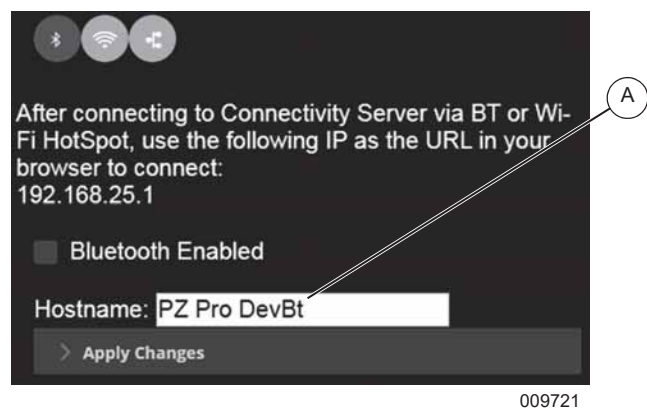 After connecting to Connectivity Server via BT or Wi-
Fi HotSpot, use the following IP as the URL in your
browser to connect:
192.168.25.1
Bluetooth Enabled
Hostname: PZ Pro DevBt
> Apply Changes
A
009721